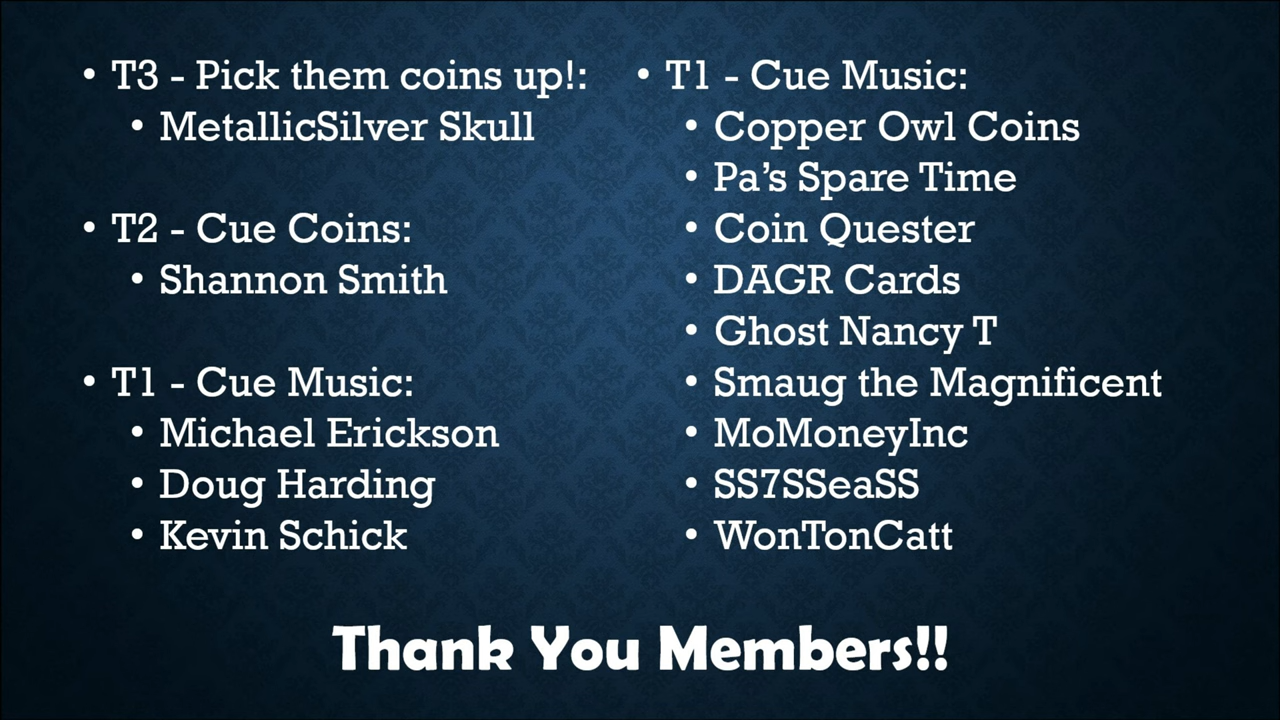 • T3 - Pick them coins up!:
• MetallicSilver Skull
• T2 - Cue Coins:
• Shannon Smith
• T1 - Cue Music:
• Michael Erickson
• Doug Harding
• Kevin Schick
• T1 - Cue Music:
• Copper Owl Coins
• Pa's Spare Time
• Coin Quester
• DAGR Cards
• Ghost Nancy T
• Smaug the Magnificent
• MoMoneyInc
• SS7SSeaSS
• WonTonCatt
Thank You Members!!